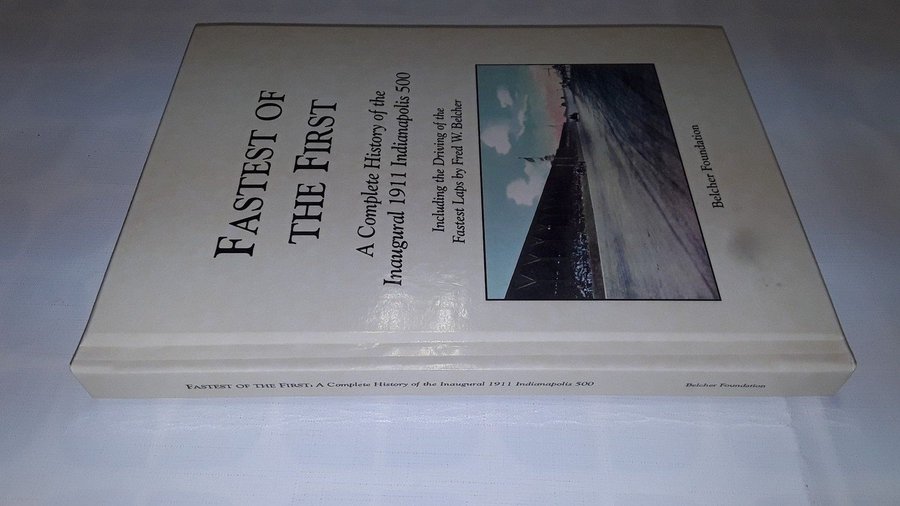 FASTEST OF
THE FIRST
A Complete History of the
Inaugural 1911 Indianapolis 500
Including the Driving of the
Fastest Laps by Fred W. Belcher
Belcher Foundation
FASTEST OF THE FIRST: A Complete History of the Inaugural 1911 Indianapolis 500 Belcher Foundation